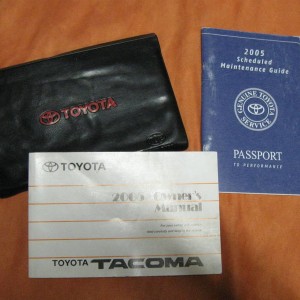 TOYOTA
2005
Scheduled
Maintenance Guide
GENUINE TOYOTA
SERVICE
PASSPORT
TO PERFORMANCE
TOYOTA
2005 Owner's
Manual
TOYOTA TACOMA